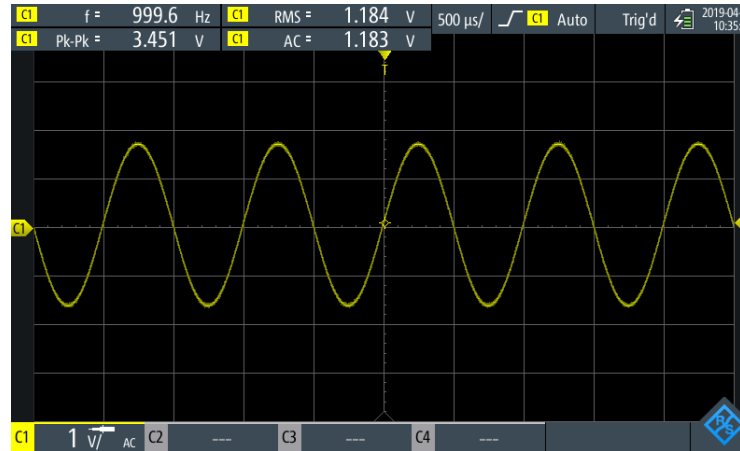 C1 f = 999.6 Hz C1 RMS = 1.184 V 500 µs/ C1 Auto Trig'd 2019-04-
C1 Pk-Pk = 3.451 V C1 AC = 1.183 V 10:35:
T
C1
C1 1 V/ AC C2 --- C3 --- C4 ---
R&S